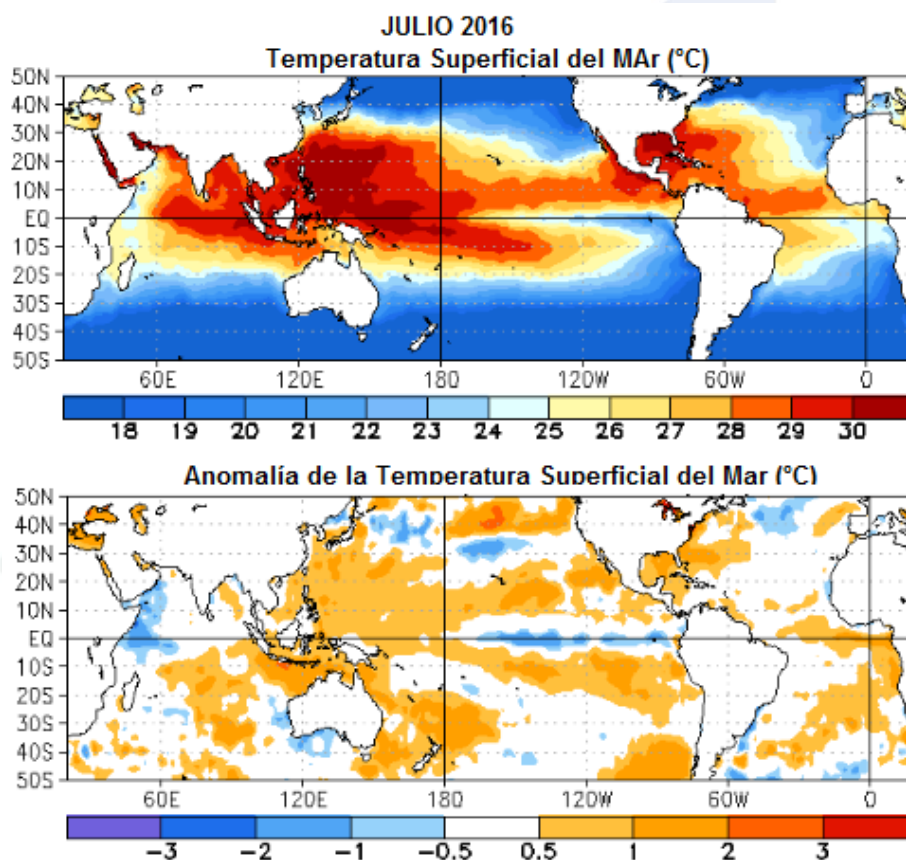 JULIO 2016
Temperatura Superficial del MAr (°C)
50N
40N
30N
20N
10N
EQ
10S
20S
30S
40S
50S
60E 120E 180 120W 60W 0
18 19 20 21 22 23 24 25 26 27 28 29 30
Anomalía de la Temperatura Superficial del Mar (°C)
50N
40N
30N
20N
10N
EQ
10S
20S
30S
40S
50S
60E 120E 180 120W 60W 0
-3 -2 -1 -0.5 0.5 1 2 3